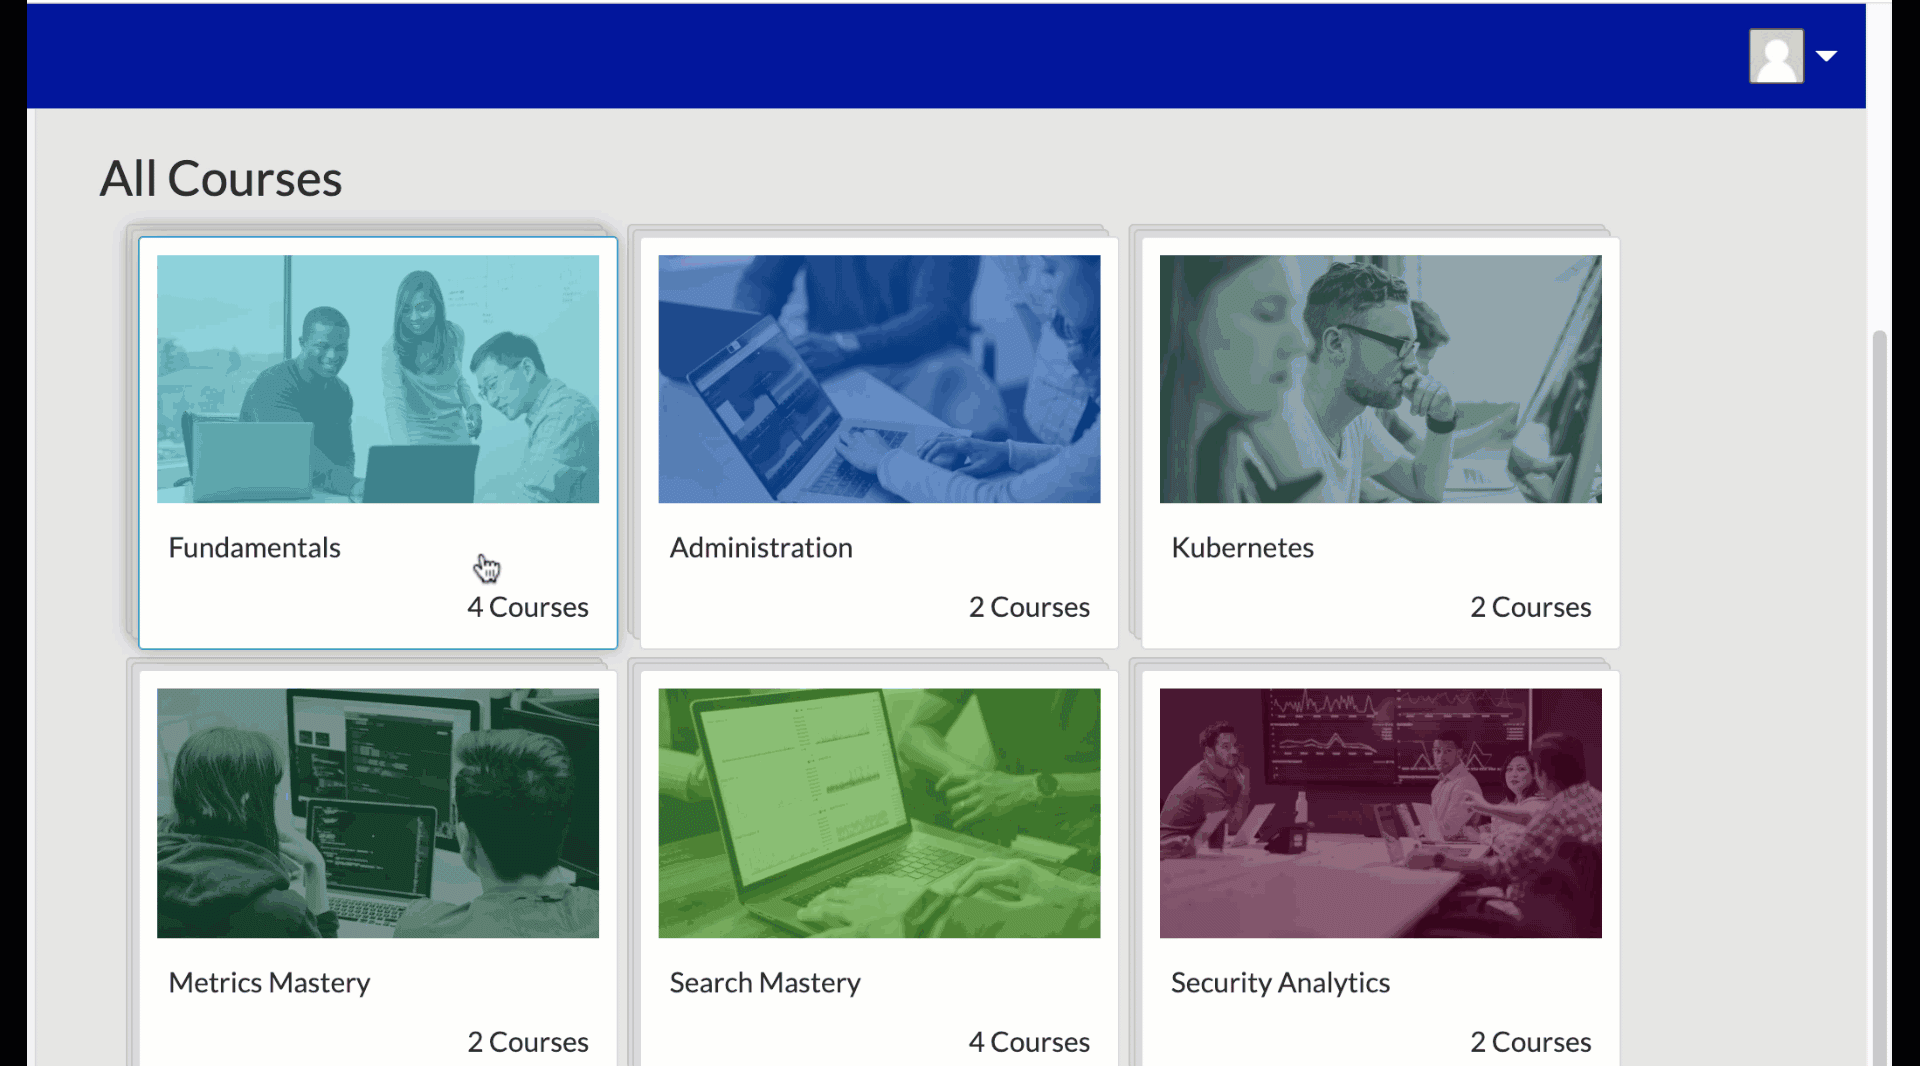 All Courses
Fundamentals
4 Courses
Administration
2 Courses
Kubernetes
2 Courses
Metrics Mastery
2 Courses
Search Mastery
4 Courses
Security Analytics
2 Courses